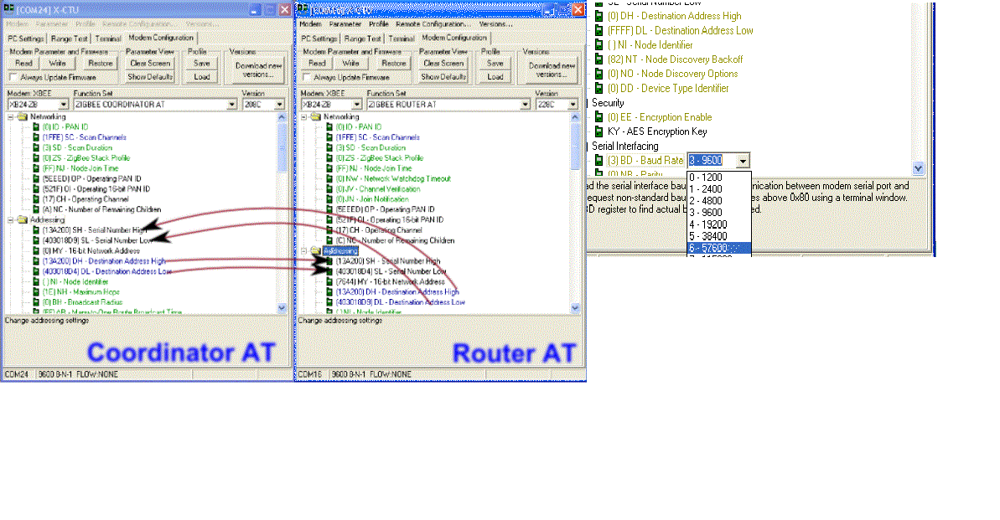 [COM24] X-CTU
Modem Parameter Profile Remote Configuration... Versions...
PC Settings Range Test Terminal Modem Configuration
Modem Parameter and Firmware Parameter View Profile Versions
Read Write Restore Clear Screen Save Download new versions...
Always Update Firmware Show Defaults Load
Modem: XBEE Function Set Version
XB24-ZB ZIGBEE COORDINATOR AT 208C
Networking
(0) ID - PAN ID
(1FFE) SC - Scan Channels
(3) SD - Scan Duration
(0) ZS - ZigBee Stack Profile
(FF) NJ - Node Join Time
(5EEED) OP - Operating PAN ID
(521F) OI - Operating 16-bit PAN ID
(17) CH - Operating Channel
(A) NC - Number of Remaining Children
Addressing
(13A200) SH - Serial Number High
(403018D9) SL - Serial Number Low
(0) MY - 16-bit Network Address
(13A200) DH - Destination Address High
(403018D4) DL - Destination Address Low
( ) NI - Node Identifier
(1E) NH - Maximum Hops
(0) BH - Broadcast Radius
(FF) AR - Many-to-One Route Broadcast Time
Change addressing settings
Coordinator AT
COM24 9600 8-N-1 FLOW:NONE
X-CTU
Modem Parameter Profile Remote Configuration... Versions...
PC Settings Range Test Terminal Modem Configuration
Modem Parameter and Firmware Parameter View Profile Versions
Read Write Restore Clear Screen Save Download new versions...
Always Update Firmware Show Defaults Load
Modem: XBEE Function Set Version
XB24-ZB ZIGBEE ROUTER AT 228C
Networking
(0) ID - PAN ID
(1FFE) SC - Scan Channels
(3) SD - Scan Duration
(0) ZS - ZigBee Stack Profile
(FF) NJ - Node Join Time
(0) NW - Network Watchdog Timeout
(0) JV - Channel Verification
(0) JN - Join Notification
(5EEED) OP - Operating PAN ID
(521F) OI - Operating 16-bit PAN ID
(17) CH - Operating Channel
(C) NC - Number of Remaining Children
Addressing
(13A200) SH - Serial Number High
(403018D4) SL - Serial Number Low
(7644) MY - 16-bit Network Address
(13A200) DH - Destination Address High
(403018D9) DL - Destination Address Low
( ) NI - Node Identifier
Change addressing settings
Router AT
COM16 9600 8-N-1 FLOW:NONE
SL - Serial Number Low
(0) DH - Destination Address High
(FFFF) DL - Destination Address Low
( ) NI - Node Identifier
(82) NT - Node Discovery Backoff
(0) NO - Node Discovery Options
(0) DD - Device Type Identifier
Security
(0) EE - Encryption Enable
KY - AES Encryption Key
Serial Interfacing
(3) BD - Baud Rate 3 - 9600
(0) NB - Parity
0 - 1200
1 - 2400
2 - 4800
3 - 9600
4 - 19200
5 - 38400
6 - 57600
ad the serial interface bau nication between modem serial port and
equest non-standard bau es above 0x80 using a terminal window.
D register to find actual b ed.